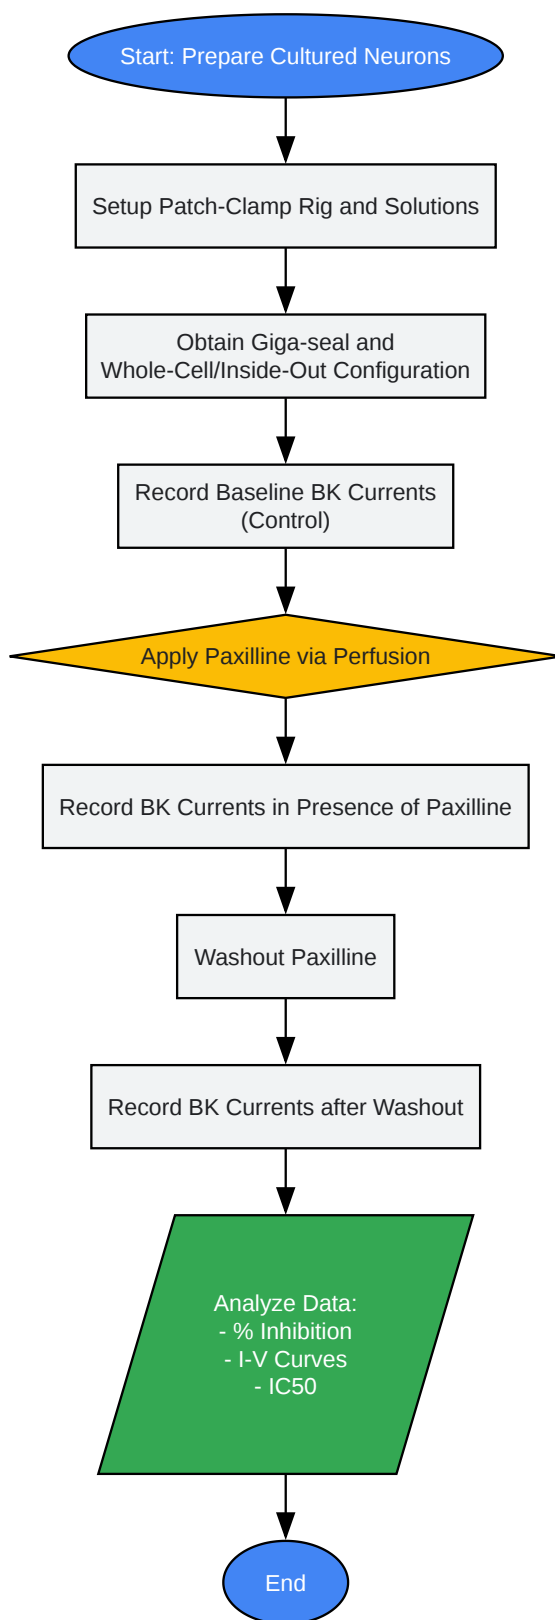 Start: Prepare Cultured Neurons
Setup Patch-Clamp Rig and Solutions
Obtain Giga-seal and
Whole-Cell/Inside-Out Configuration
Record Baseline BK Currents
(Control)
Apply Paxilline via Perfusion
Record BK Currents in Presence of Paxilline
Washout Paxilline
Record BK Currents after Washout
Analyze Data:
- % Inhibition
- I-V Curves
- IC50
End